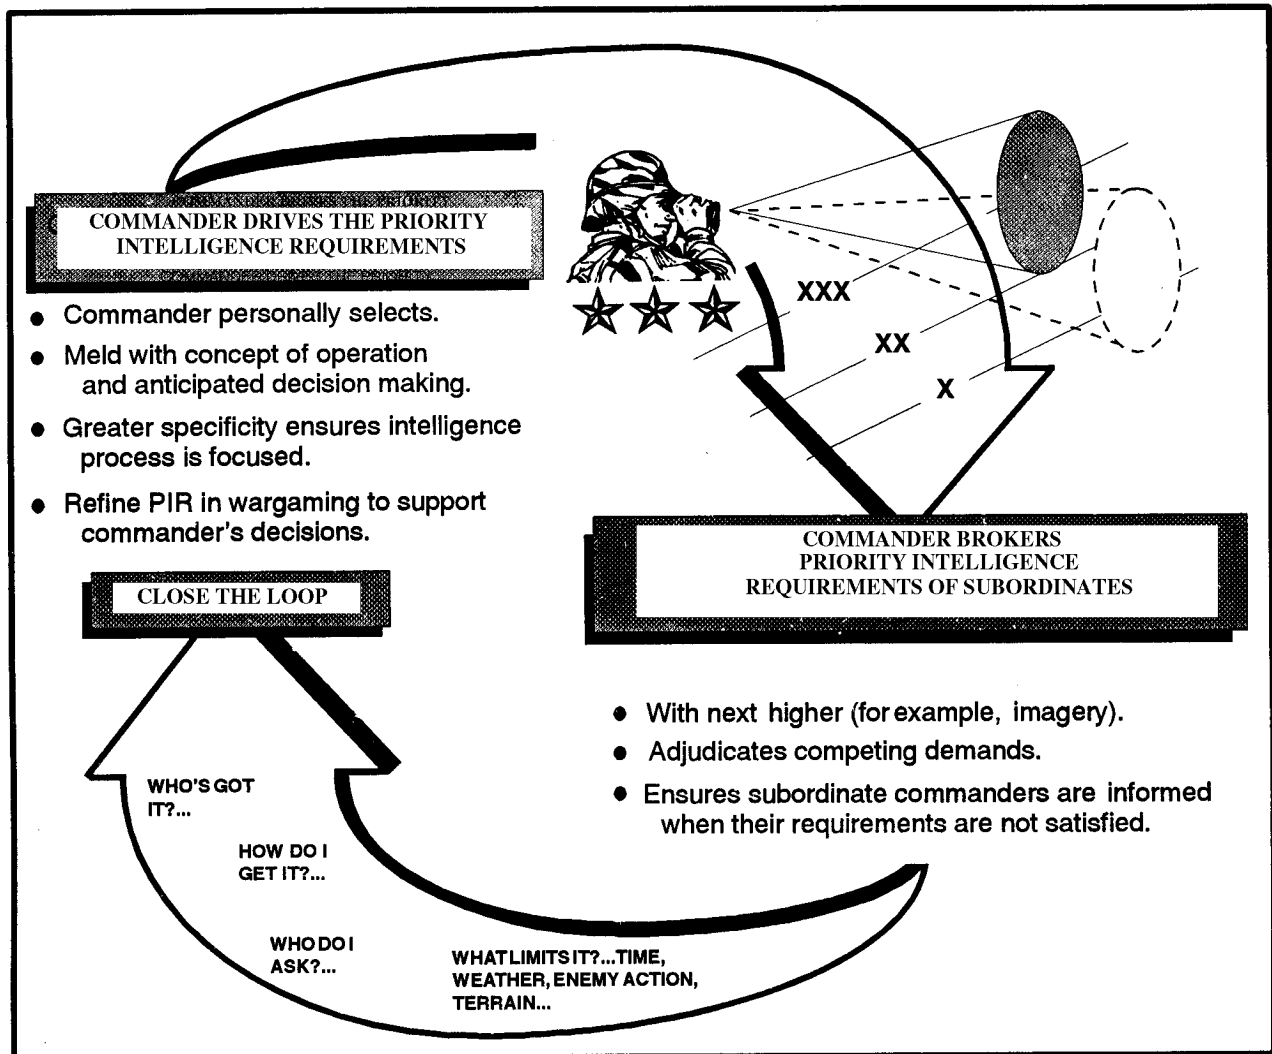 COMMANDER DRIVES THE PRIORITY
INTELLIGENCE REQUIREMENTS
● Commander personally selects.
● Meld with concept of operation
and anticipated decision making.
● Greater specificity ensures intelligence
process is focused.
● Refine PIR in wargaming to support
commander's decisions.
XXX
XX
X
COMMANDER BROKERS
PRIORITY INTELLIGENCE
REQUIREMENTS OF SUBORDINATES
● With next higher (for example, imagery).
● Adjudicates competing demands.
● Ensures subordinate commanders are informed
when their requirements are not satisfied.
CLOSE THE LOOP
WHO'S GOT
IT?...
HOW DO I
GET IT?...
WHO DO I
ASK?...
WHAT LIMITS IT?...TIME,
WEATHER, ENEMY ACTION,
TERRAIN...